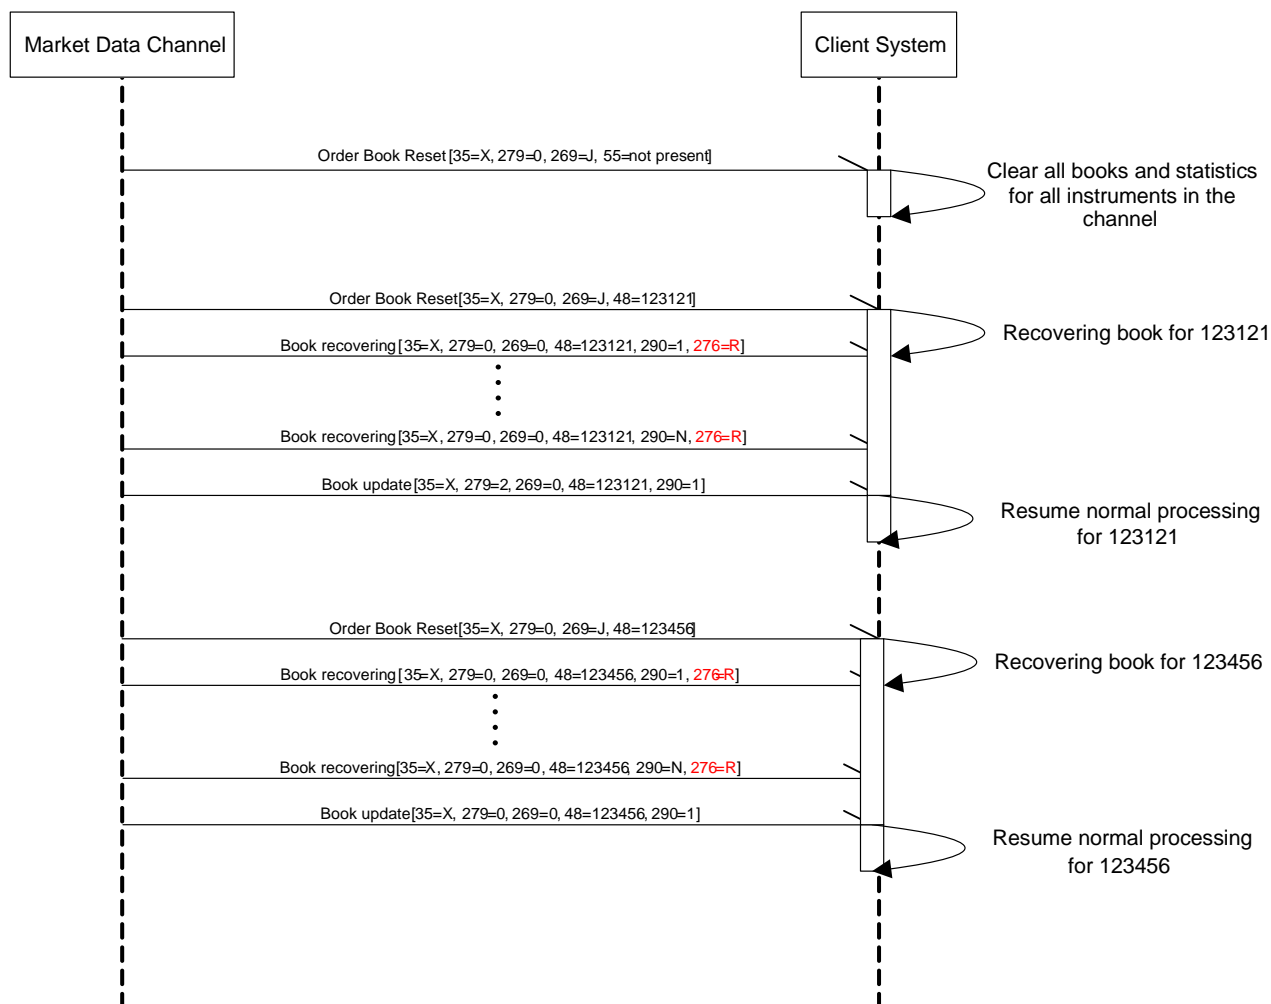 Market Data Channel
Client System
Order Book Reset[35=X, 279=0, 269=J, 55=not present]
Clear all books and statistics
for all instruments in the
channel
Order Book Reset[35=X, 279=0, 269=J, 48=123121]
Recovering book for 123121
Book recovering[35=X, 279=0, 269=0, 48=123121, 290=1, 276=R]
Book recovering[35=X, 279=0, 269=0, 48=123121, 290=N, 276=R]
Book update[35=X, 279=2, 269=0, 48=123121, 290=1]
Resume normal processing
for 123121
Order Book Reset[35=X, 279=0, 269=J, 48=123456]
Recovering book for 123456
Book recovering[35=X, 279=0, 269=0, 48=123456, 290=1, 276=R]
Book recovering[35=X, 279=0, 269=0, 48=123456, 290=N, 276=R]
Book update[35=X, 279=0, 269=0, 48=123456, 290=1]
Resume normal processing
for 123456